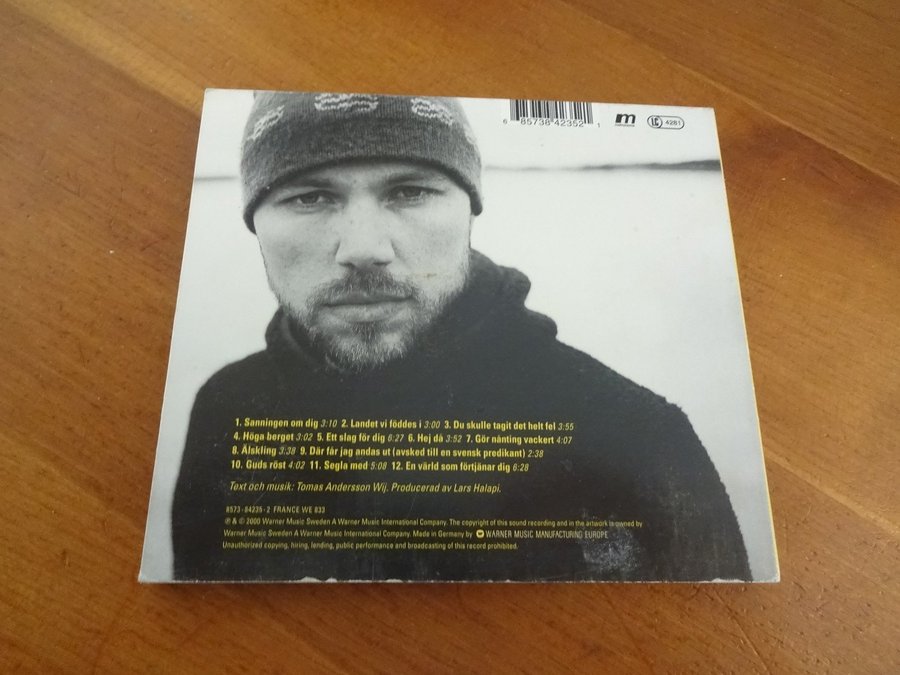 6 85738 42352 1
m
LC 4281
1. Sanningen om dig 3:10 2. Landet vi föddes i 3:00 3. Du skulle tagit det helt fel 3:55
4. Höga berget 3:02 5. Ett slag för dig 6:27 6. Hej då 3:52 7. Gör nånting vackert 4:07
8. Älskling 3:38 9. Där får jag andas ut (avsked till en svensk predikant) 2:38
10. Guds röst 4:02 11. Segla med 5:08 12. En värld som förtjänar dig 6:28
Text och musik: Tomas Andersson Wij. Producerad av Lars Halapi.
8573-84235-2 FRANCE WE 833
℗ & © 2000 Warner Music Sweden A Warner Music International Company. The copyright of this sound recording and in the artwork is owned by
Warner Music Sweden A Warner Music International Company. Made in Germany by WARNER MUSIC MANUFACTURING EUROPE
Unauthorized copying, hiring, lending, public performance and broadcasting of this record prohibited.